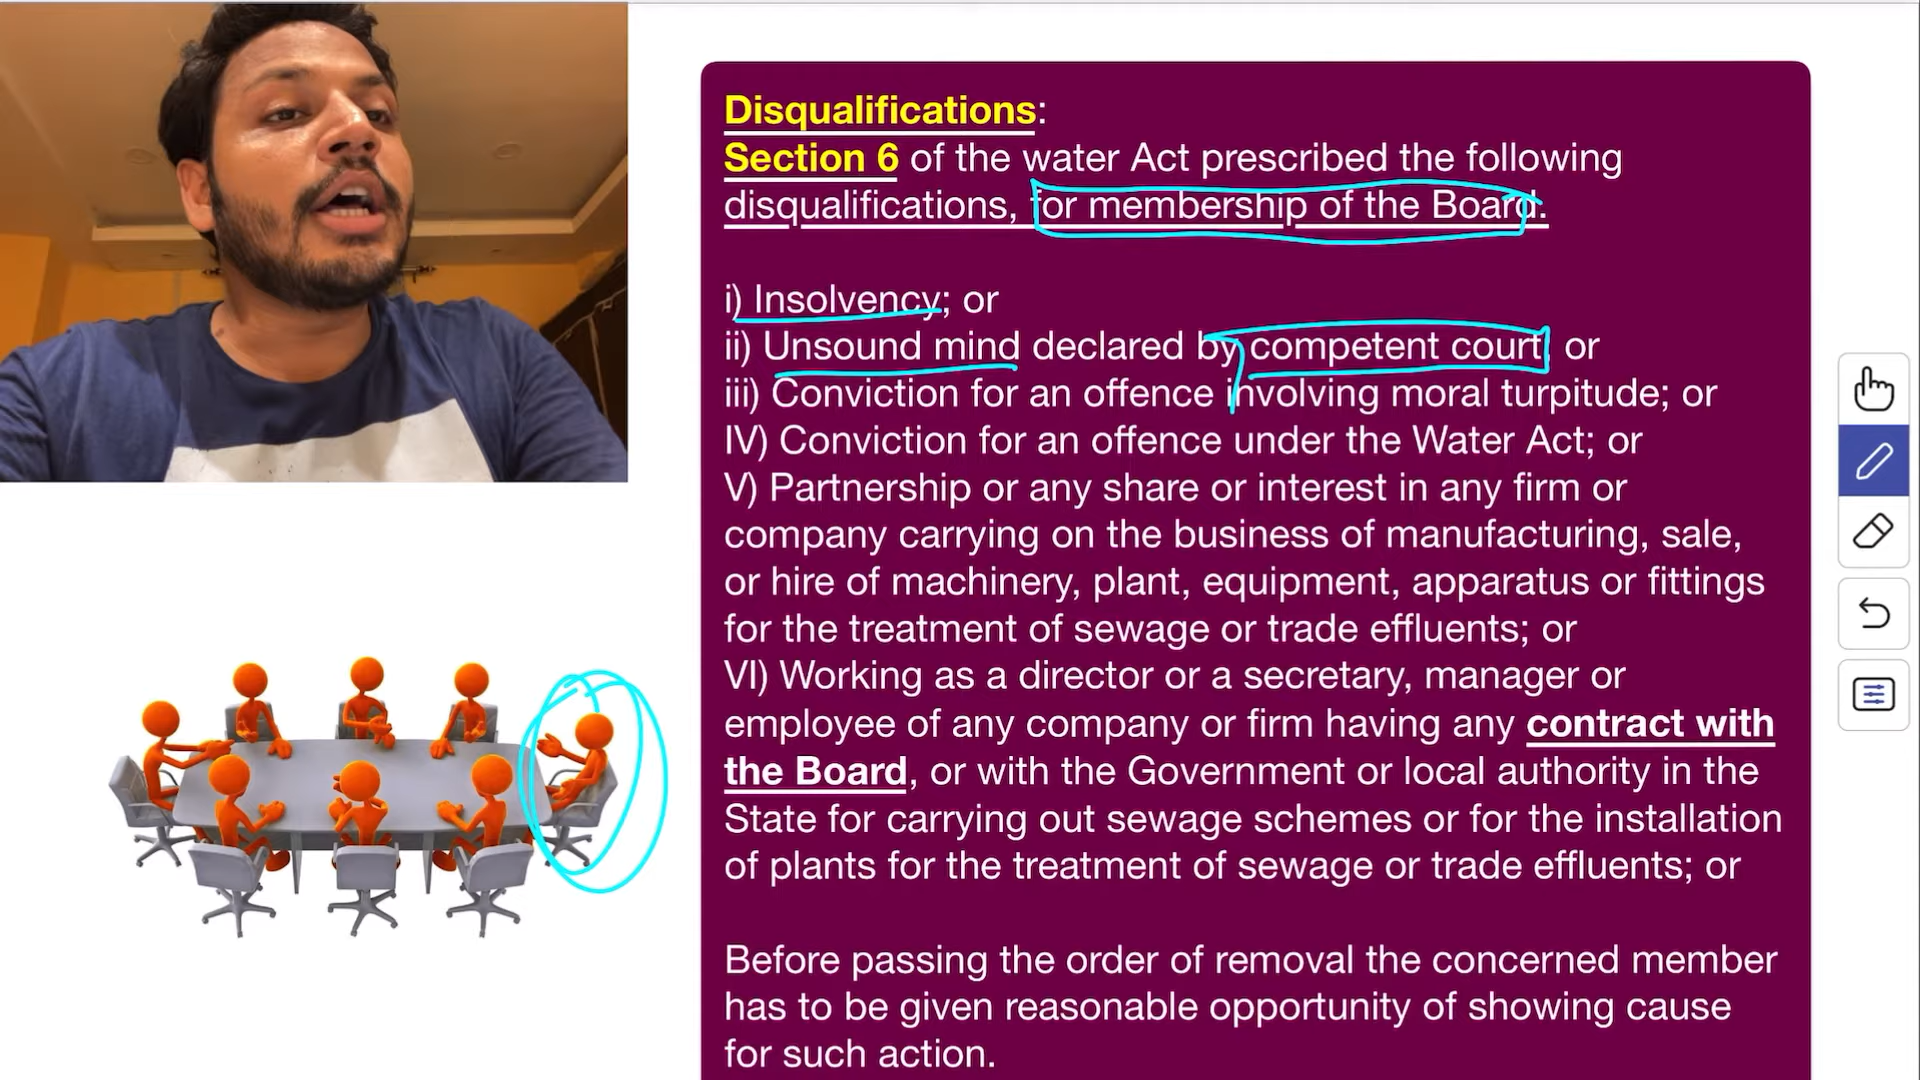 Disqualifications:
Section 6 of the water Act prescribed the following
disqualifications, for membership of the Board.
i) Insolvency; or
ii) Unsound mind declared by competent court; or
iii) Conviction for an offence involving moral turpitude; or
IV) Conviction for an offence under the Water Act; or
V) Partnership or any share or interest in any firm or
company carrying on the business of manufacturing, sale,
or hire of machinery, plant, equipment, apparatus or fittings
for the treatment of sewage or trade effluents; or
VI) Working as a director or a secretary, manager or
employee of any company or firm having any contract with
the Board, or with the Government or local authority in the
State for carrying out sewage schemes or for the installation
of plants for the treatment of sewage or trade effluents; or
Before passing the order of removal the concerned member
has to be given reasonable opportunity of showing cause
for such action.